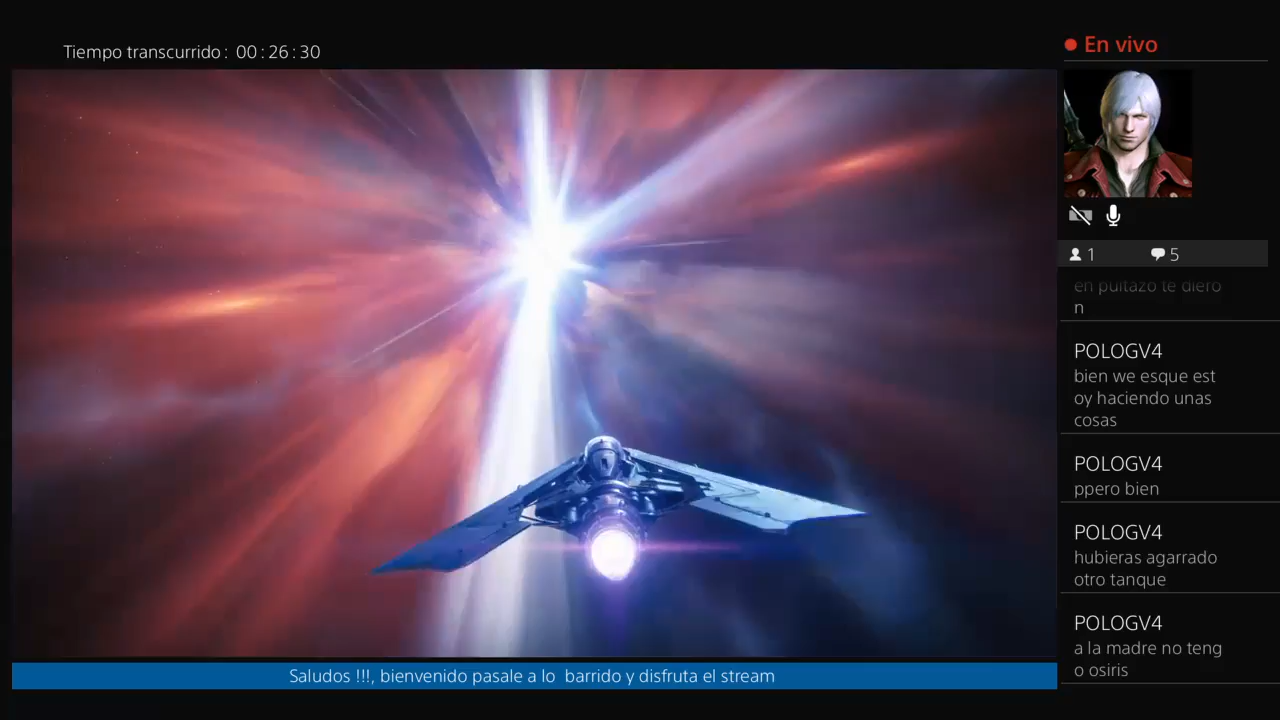 Tiempo transcurrido : 00 : 26 : 30
En vivo
1
5
en pultazo te diero
n
POLOGV4
bien we esque est
oy haciendo unas
cosas
POLOGV4
ppero bien
POLOGV4
hubieras agarrado
otro tanque
POLOGV4
a la madre no teng
o osiris
Saludos !!!, bienvenido pasale a lo  barrido y disfruta el stream